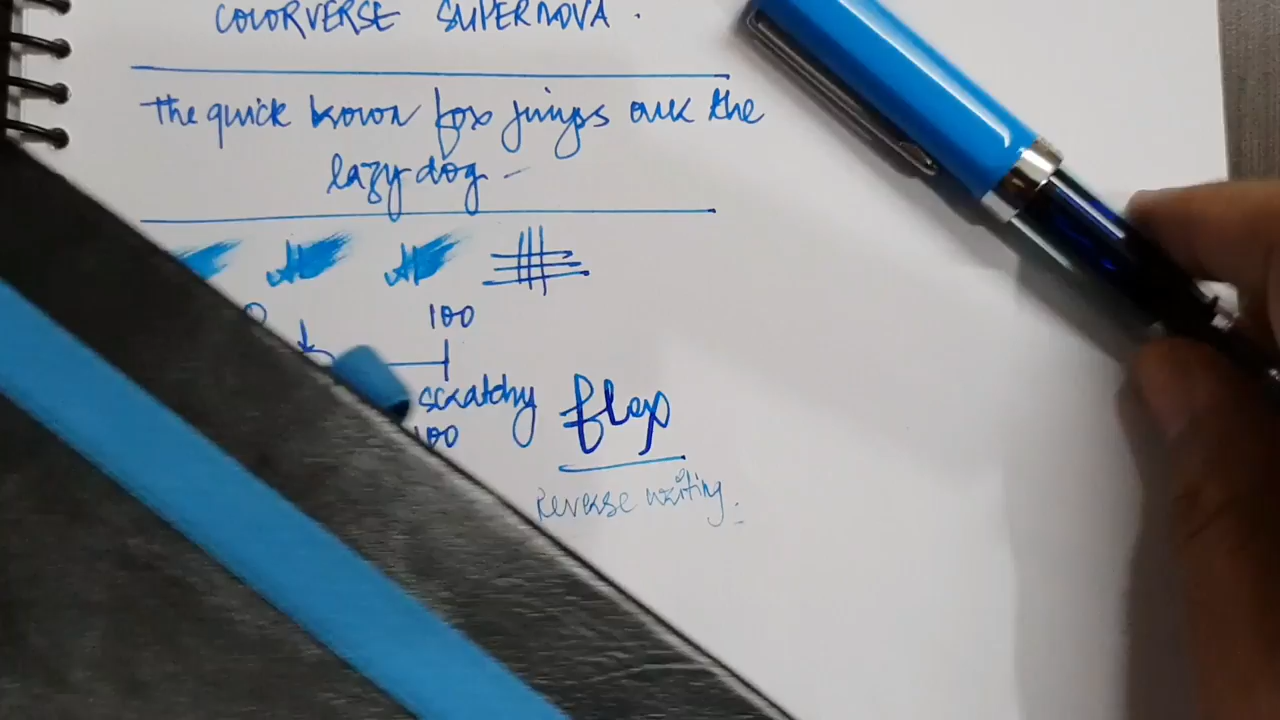 COLORVERSE SUPERNOVA.
The quick brown fox jumps over the
lazy dog -
100
scratchy
flex
100
Reverse writing.